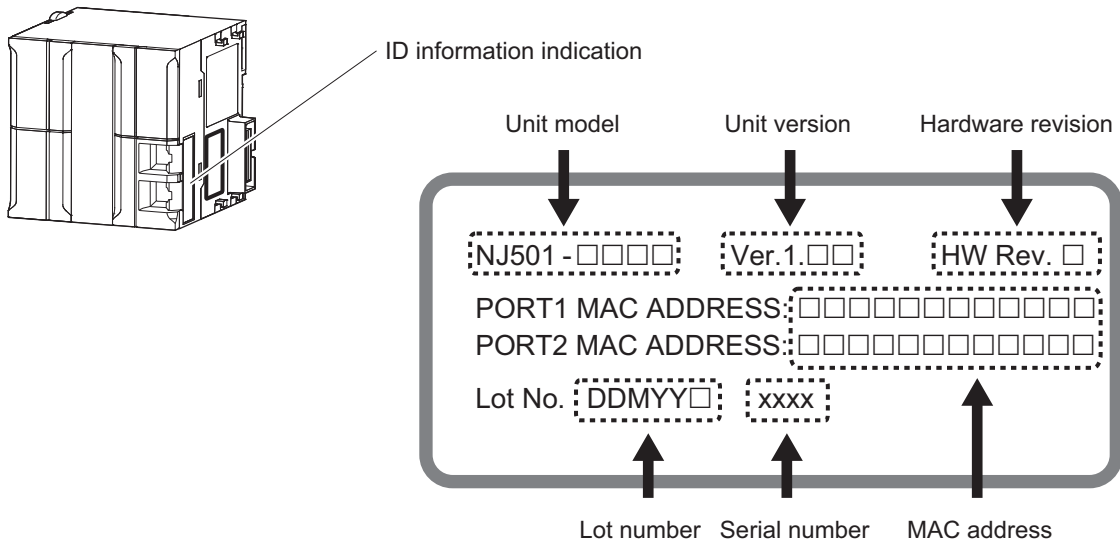 ID information indication
Unit model Unit version Hardware revision
NJ501 - □□□□ Ver.1.□□ HW Rev. □
PORT1 MAC ADDRESS: □□□□□□□□□□□□
PORT2 MAC ADDRESS: □□□□□□□□□□□□
Lot No. DDMYY□ xxxx
Lot number Serial number MAC address